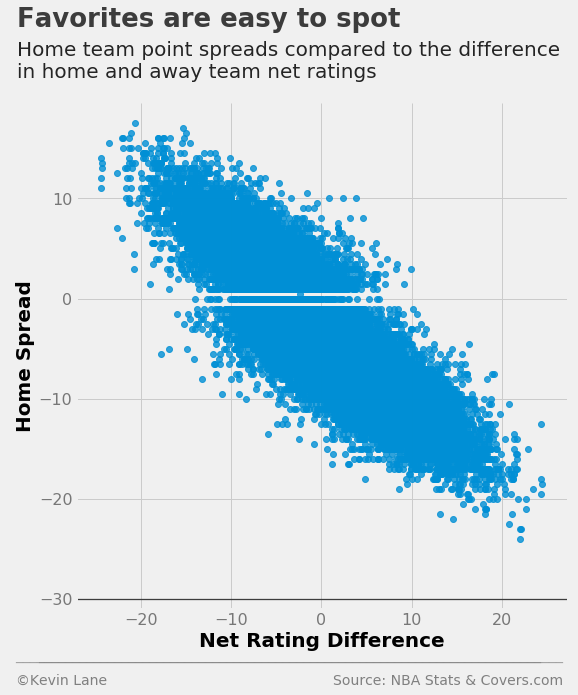 Favorites are easy to spot
Home team point spreads compared to the difference
in home and away team net ratings
Home Spread
10
0
−10
−20
−30
−20
−10
0
10
20
Net Rating Difference
©Kevin Lane
Source: NBA Stats & Covers.com